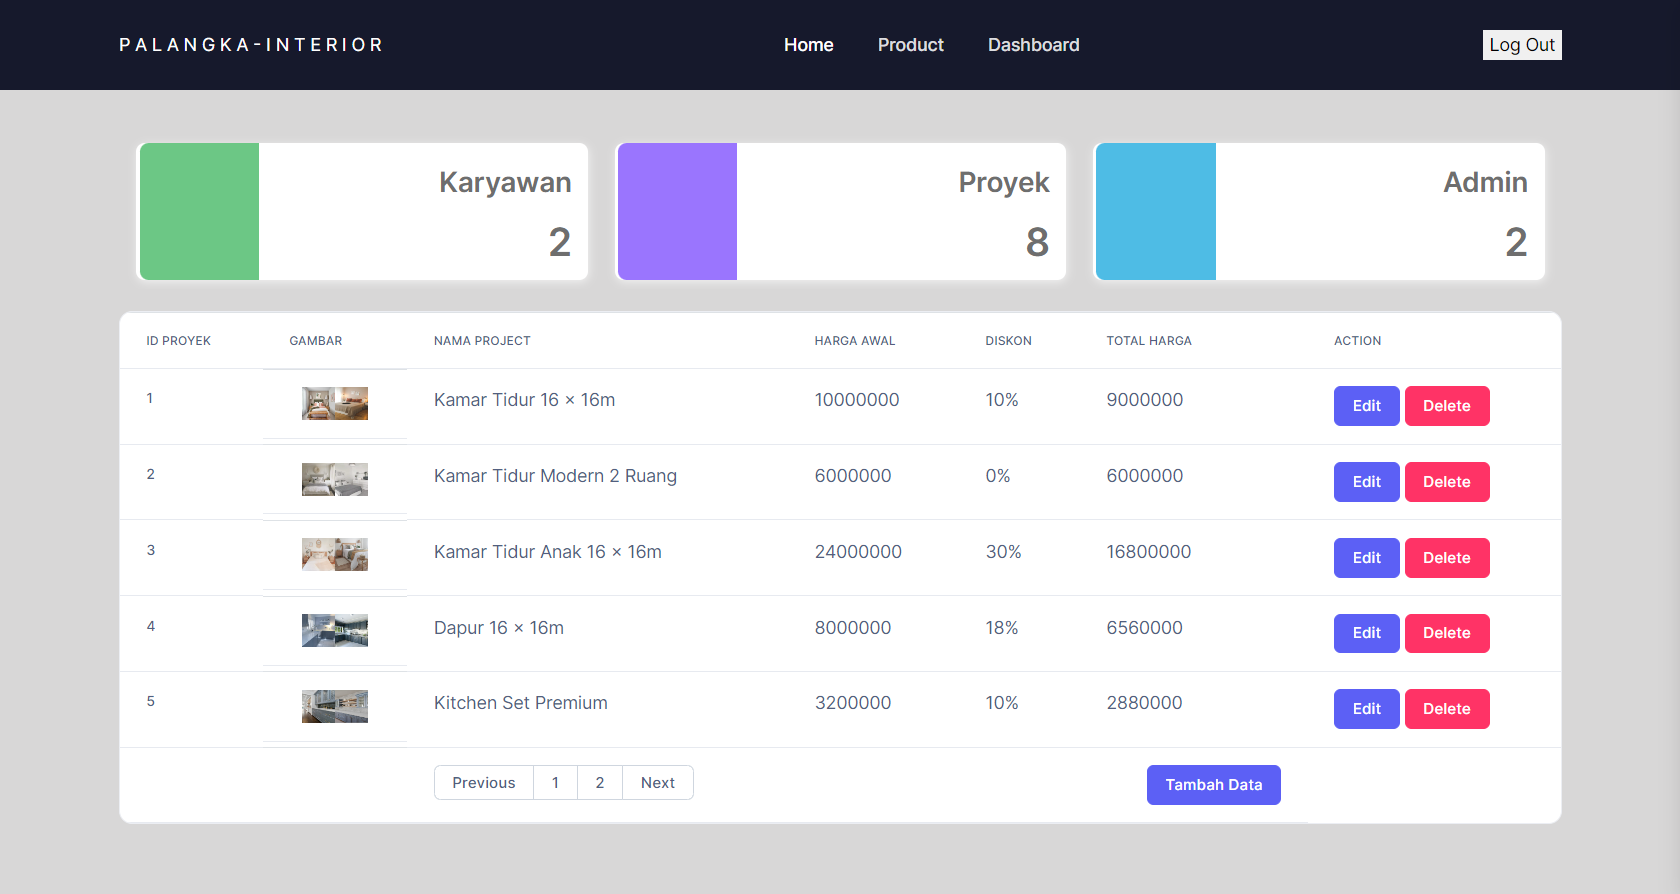 PALANGKA-INTERIOR Home Product Dashboard Log Out
Karyawan Proyek Admin
2 8 2
ID PROYEK GAMBAR NAMA PROJECT HARGA AWAL DISKON TOTAL HARGA ACTION
1 Kamar Tidur 16 × 16m 10000000 10% 9000000 Edit Delete
2 Kamar Tidur Modern 2 Ruang 6000000 0% 6000000 Edit Delete
3 Kamar Tidur Anak 16 × 16m 24000000 30% 16800000 Edit Delete
4 Dapur 16 × 16m 8000000 18% 6560000 Edit Delete
5 Kitchen Set Premium 3200000 10% 2880000 Edit Delete
Previous 1 2 Next Tambah Data